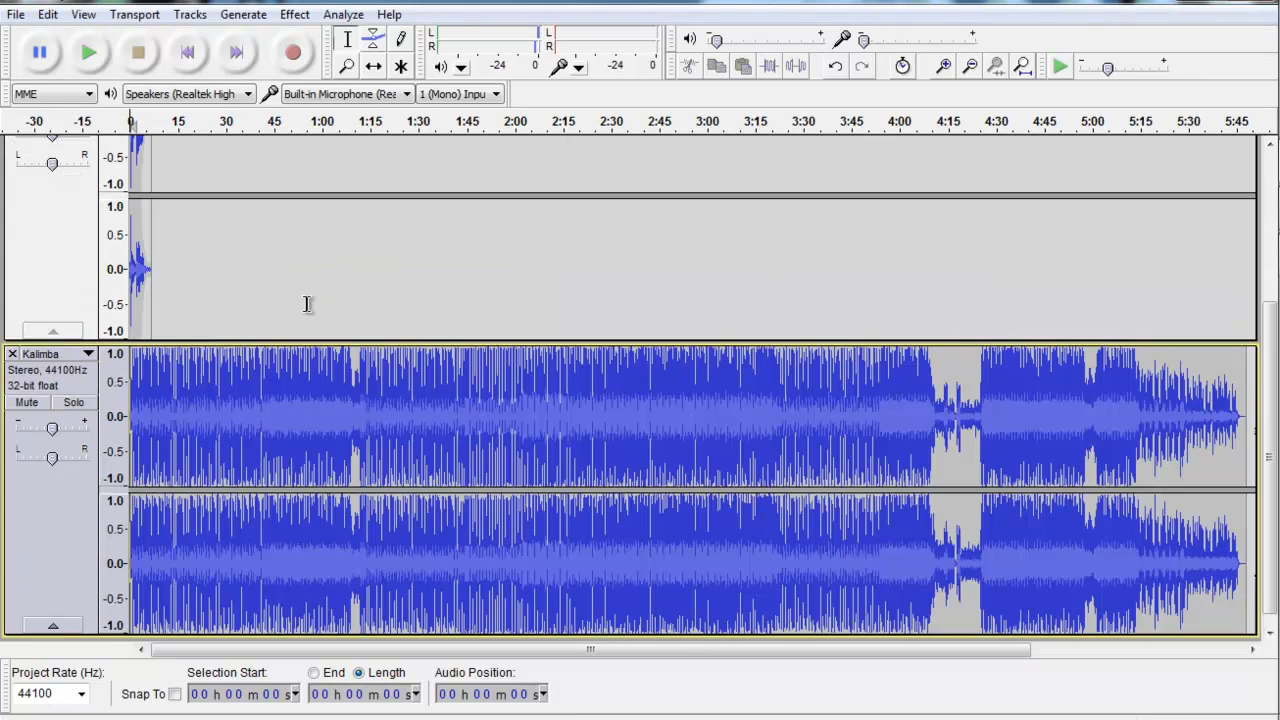 File Edit View Transport Tracks Generate Effect Analyze Help
L R -24 0 L R -24 0
MME Speakers (Realtek High Built-in Microphone (Rea 1 (Mono) Inpu
-30 -15 0 15 30 45 1:00 1:15 1:30 1:45 2:00 2:15 2:30 2:45 3:00 3:15 3:30 3:45 4:00 4:15 4:30 4:45 5:00 5:15 5:30 5:45
L R
-0.5
-1.0
1.0
0.5
0.0
-0.5
-1.0
Kalimba 1.0
Stereo, 44100Hz
32-bit float 0.5
Mute Solo
- + 0.0
L R -0.5
-1.0
1.0
0.5
0.0
-0.5
-1.0
Project Rate (Hz): Selection Start: End Length Audio Position:
44100 Snap To 00 h 00 m 00 s 00 h 00 m 00 s 00 h 00 m 00 s